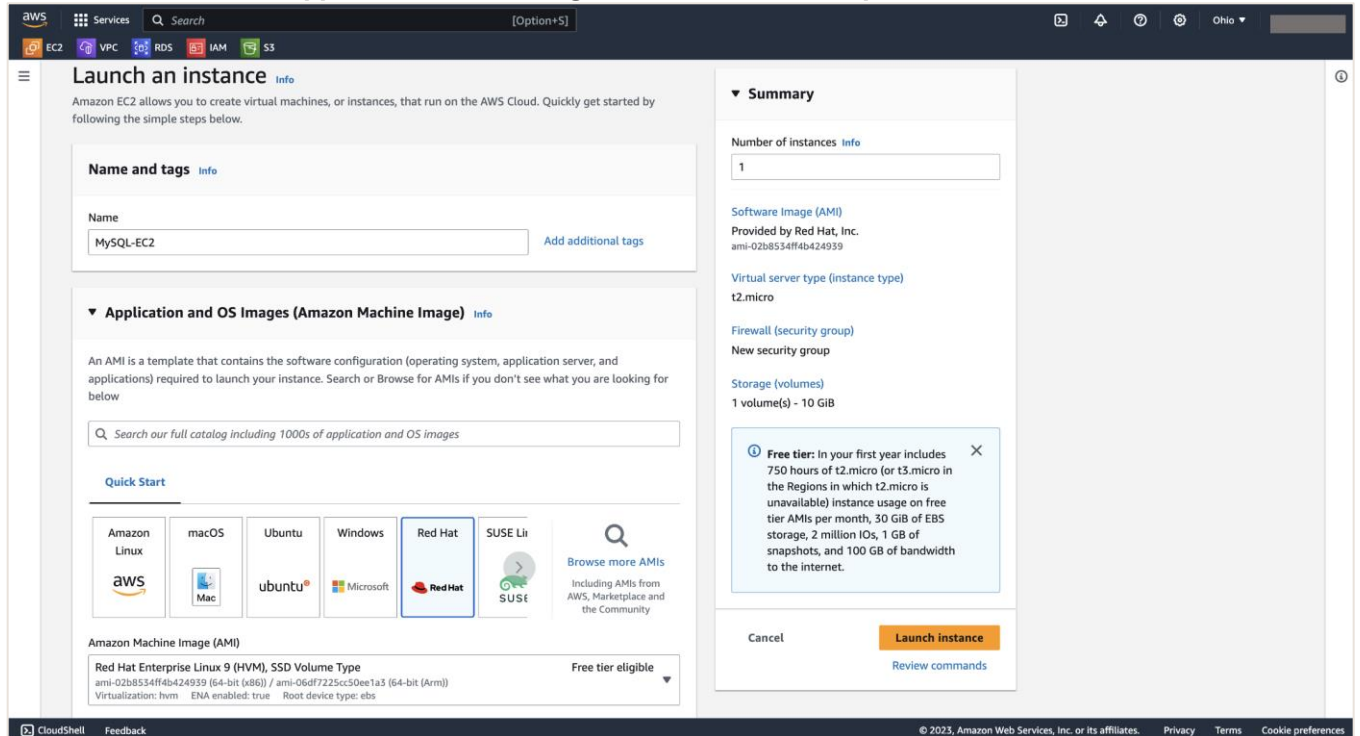 aws
Services
Search
[Option+S]
Ohio
EC2
VPC
RDS
IAM
S3
Launch an instance Info
Amazon EC2 allows you to create virtual machines, or instances, that run on the AWS Cloud. Quickly get started by
following the simple steps below.
Name and tags Info
Name
MySQL-EC2
Add additional tags
Application and OS Images (Amazon Machine Image) Info
An AMI is a template that contains the software configuration (operating system, application server, and
applications) required to launch your instance. Search or Browse for AMIs if you don't see what you are looking for
below
Search our full catalog including 1000s of application and OS images
Quick Start
Amazon
Linux
aws
macOS
Mac
Ubuntu
ubuntu®
Windows
Microsoft
Red Hat
Red Hat
SUSE Lin
SUSE
Browse more AMIs
Including AMIs from
AWS, Marketplace and
the Community
Amazon Machine Image (AMI)
Red Hat Enterprise Linux 9 (HVM), SSD Volume Type
Free tier eligible
ami-02b8534ff4b424939 (64-bit (x86)) / ami-06df7225cc50ee1a3 (64-bit (Arm))
Virtualization: hvm ENA enabled: true Root device type: ebs
Summary
Number of instances Info
1
Software Image (AMI)
Provided by Red Hat, Inc.
ami-02b8534ff4b424939
Virtual server type (instance type)
t2.micro
Firewall (security group)
New security group
Storage (volumes)
1 volume(s) - 10 GiB
Free tier: In your first year includes
750 hours of t2.micro (or t3.micro in
the Regions in which t2.micro is
unavailable) instance usage on free
tier AMIs per month, 30 GiB of EBS
storage, 2 million IOs, 1 GB of
snapshots, and 100 GB of bandwidth
to the internet.
Cancel
Launch instance
Review commands
CloudShell
Feedback
© 2023, Amazon Web Services, Inc. or its affiliates.
Privacy
Terms
Cookie preferences